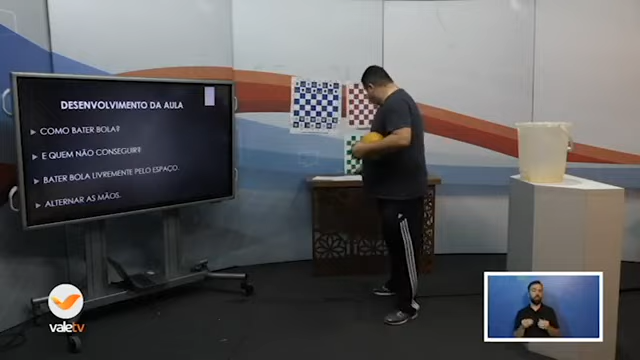 DESENVOLVIMENTO DA AULA
COMO BATER BOLA?
E QUEM NÃO CONSEGUIR?
BATER BOLA LIVREMENTE PELO ESPAÇO.
ALTERNAR AS MÃOS.
valetv